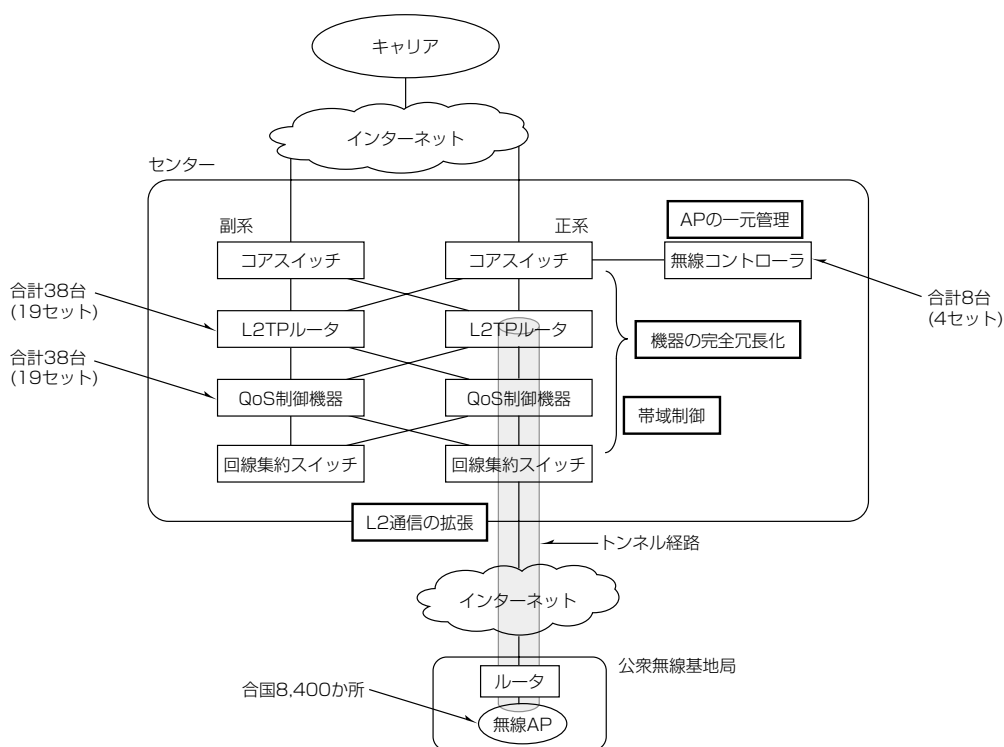 キャリア
インターネット
センター
APの一元管理
副系
正系
コアスイッチ
コアスイッチ
無線コントローラ
合計38台
(19セット)
合計8台
(4セット)
L2TPルータ
L2TPルータ
機器の完全冗長化
合計38台
(19セット)
QoS制御機器
QoS制御機器
帯域制御
回線集約スイッチ
回線集約スイッチ
L2通信の拡張
トンネル経路
インターネット
公衆無線基地局
ルータ
合国8,400か所
無線AP